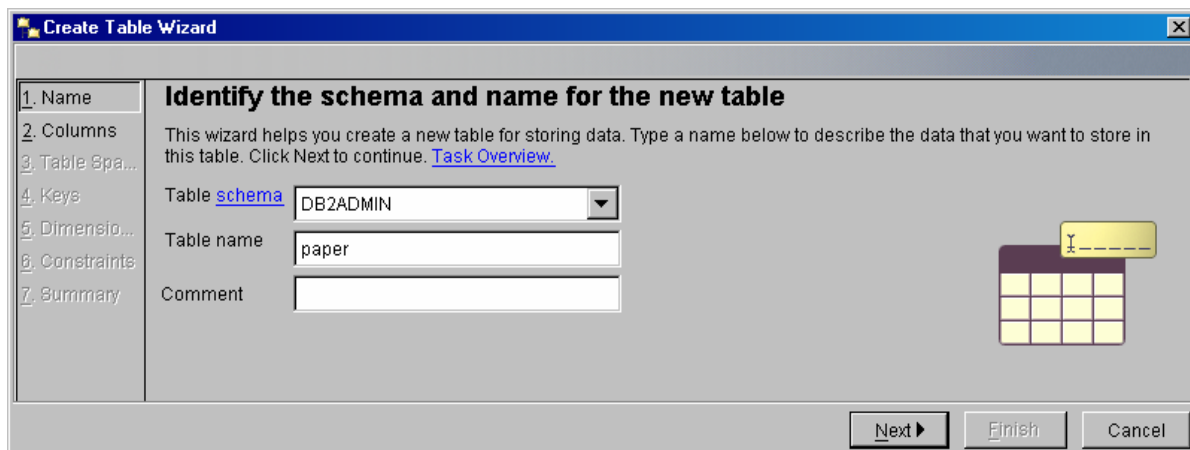 Create Table Wizard
1. Name
2. Columns
3. Table Spa...
4. Keys
5. Dimensio...
6. Constraints
7. Summary
Identify the schema and name for the new table
This wizard helps you create a new table for storing data. Type a name below to describe the data that you want to store in
this table. Click Next to continue. Task Overview.
Table schema DB2ADMIN
Table name paper
Comment
Next
Finish
Cancel